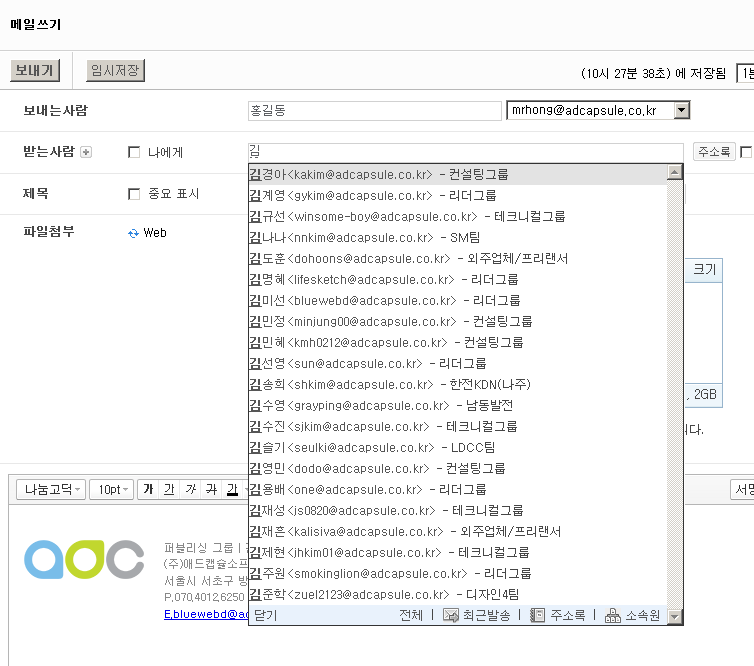 메일쓰기
보내기 임시저장 (10시 27분 38초) 에 저장됨
보내는사람 홍길동 mrhong@adcapsule.co.kr
받는사람 나에게 김 주소록
김경아<kakim@adcapsule.co.kr> - 컨설팅그룹
제목 중요 표시
김계영<gykim@adcapsule.co.kr> - 리더그룹
김규선<winsome-boy@adcapsule.co.kr> - 테크니컬그룹
파일첨부 Web
김나나<nnkim@adcapsule.co.kr> - SM팀
김도훈<dohoons@adcapsule.co.kr> - 외주업체/프리랜서
크기
김명혜<lifesketch@adcapsule.co.kr> - 리더그룹
김미선<bluewebd@adcapsule.co.kr> - 리더그룹
김민정<minjung00@adcapsule.co.kr> - 컨설팅그룹
김민혜<kmh0212@adcapsule.co.kr> - 컨설팅그룹
김선영<sun@adcapsule.co.kr> - 리더그룹
김송희<shkim@adcapsule.co.kr> - 한전KDN(나주)
, 2GB
김수영<grayping@adcapsule.co.kr> - 남동발전
김수진<sjkim@adcapsule.co.kr> - 테크니컬그룹
니다.
김슬기<seulki@adcapsule.co.kr> - LDCC팀
김영민<dodo@adcapsule.co.kr> - 컨설팅그룹
김용배<one@adcapsule.co.kr> - 리더그룹
나눔고딕 10pt 가 가 가 가 가
김재성<js0820@adcapsule.co.kr> - 테크니컬그룹
김재훈<kalisiva@adcapsule.co.kr> - 외주업체/프리랜서
김제현<jhkim01@adcapsule.co.kr> - 테크니컬그룹
김주원<smokinglion@adcapsule.co.kr> - 리더그룹
김준학<zuel2123@adcapsule.co.kr> - 디자인4팀
닫기 전체 | 최근발송 | 주소록 | 소속원
aoc
퍼블리싱 그룹 |
(주)애드캡슐소프
서울시 서초구 방
P.070.4012.6250
E.bluewebd@ad